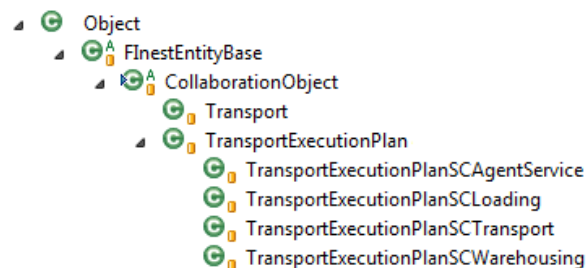 Object
FInestEntityBase
CollaborationObject
Transport
TransportExecutionPlan
TransportExecutionPlanSCAgentService
TransportExecutionPlanSCLoading
TransportExecutionPlanSCTransport
TransportExecutionPlanSCWarehousing